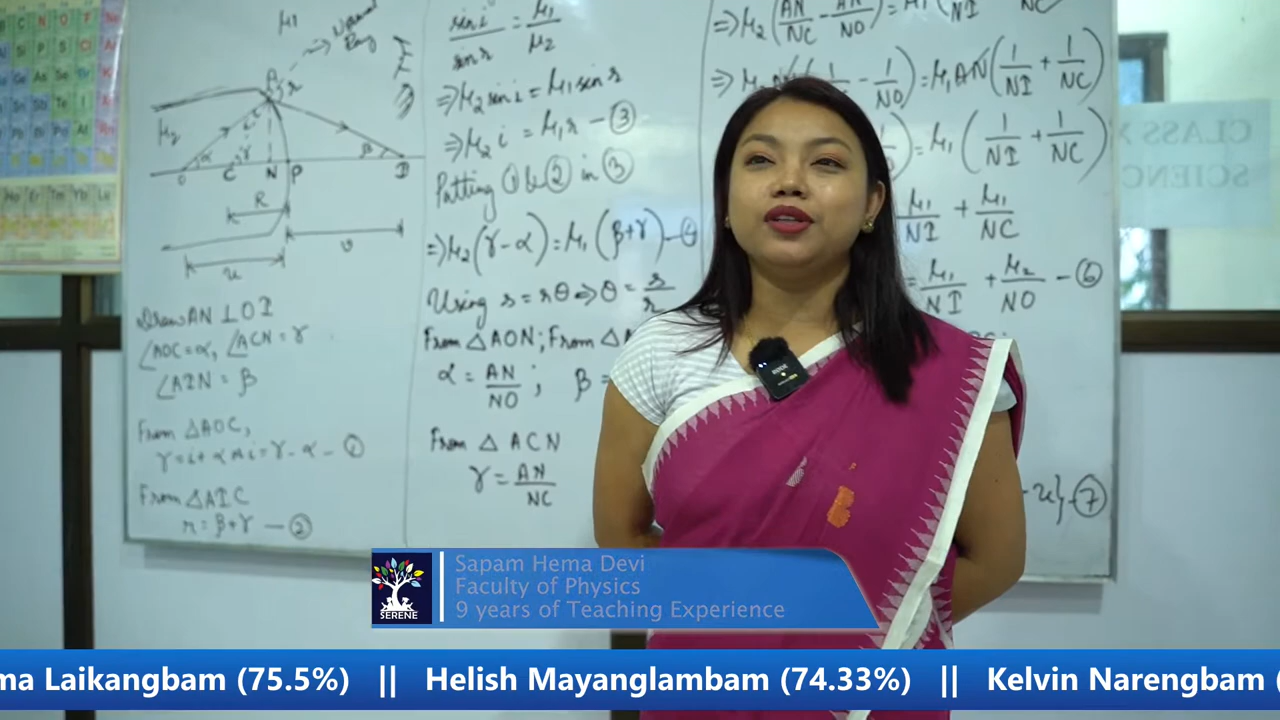 μ1
Normal
Ray
A
r
μ2
i
α
γ
β
O C N P I
R
v
u
Draw AN ⊥ OI
∠AOC = α, ∠ACN = γ
∠AIN = β
From △AOC,
γ = i + α ⇒ i = γ - α - ①
From △AIC
r = β + γ — ②
sin i / sin r = μ1 / μ2
⇒ μ2 sin i = μ1 sin r
⇒ μ2 i = μ1 r - ③
Putting ① & ② in ③
⇒ μ2 (γ - α) = μ1 (β + γ) - ④
Using s = rθ ⇒ θ = s / r
From △AON; From △A
α = AN / NO ; β =
From △ ACN
γ = AN / NC
⇒ μ2 (AN / NC - AN / NO) =
1 / NO) = μ1 AN (1 / NI + 1 / NC)
) = μ1 (1 / NI + 1 / NC)
μ1 / NI + μ1 / NC
= μ1 / NI + μ2 / NO - ⑥
- u} - ⑦
CLASS X
SCIENC
SERENE
Sapam Hema Devi
Faculty of Physics
9 years of Teaching Experience
ma Laikangbam (75.5%) || Helish Mayanglambam (74.33%) || Kelvin Narengbam (